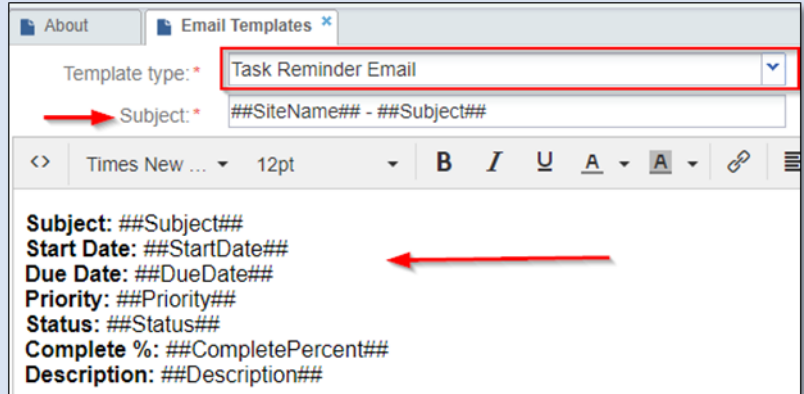 About
Email Templates
Template type:* Task Reminder Email
Subject:* ##SiteName## - ##Subject##
<> Times New ... 12pt B I U A A
Subject: ##Subject##
Start Date: ##StartDate##
Due Date: ##DueDate##
Priority: ##Priority##
Status: ##Status##
Complete %: ##CompletePercent##
Description: ##Description##